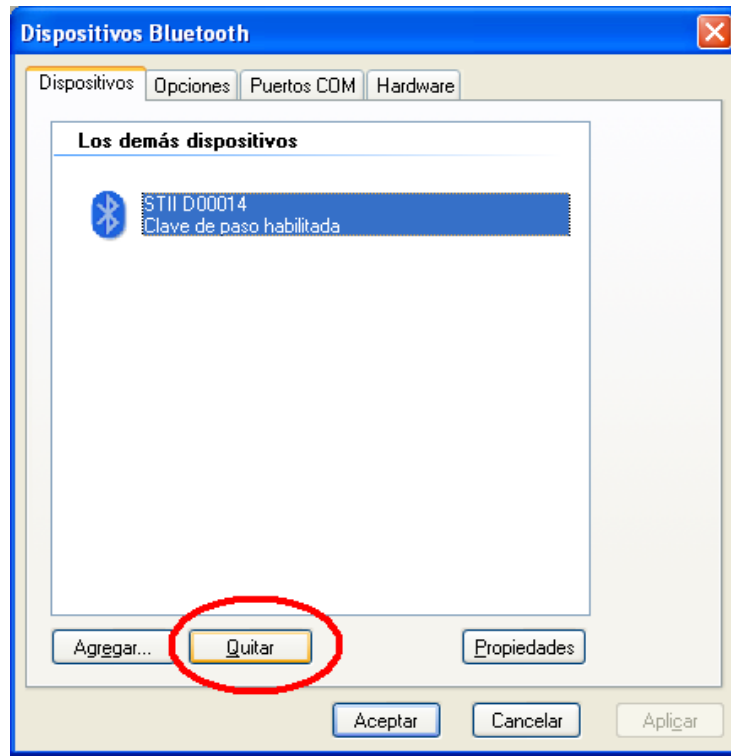 Dispositivos Bluetooth
Dispositivos
Opciones
Puertos COM
Hardware
Los demás dispositivos
STII D00014
Clave de paso habilitada
Agregar...
Quitar
Propiedades
Aceptar
Cancelar
Aplicar